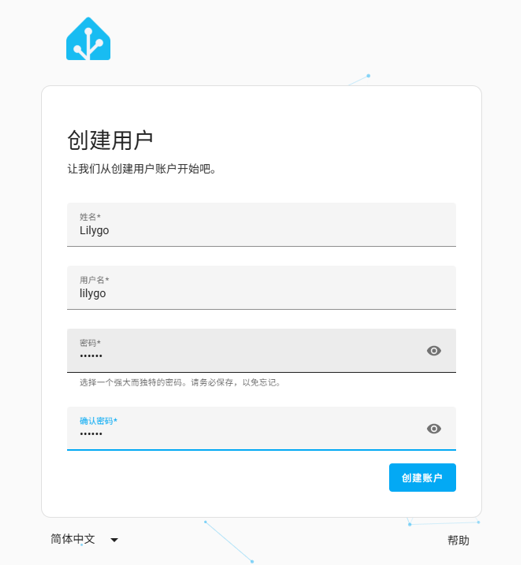 创建用户
让我们从创建用户账户开始吧。
姓名*
Lilygo
用户名*
lilygo
密码*
••••••
选择一个强大而独特的密码。请务必保存，以免忘记。
确认密码*
••••••
创建账户
简体中文
帮助